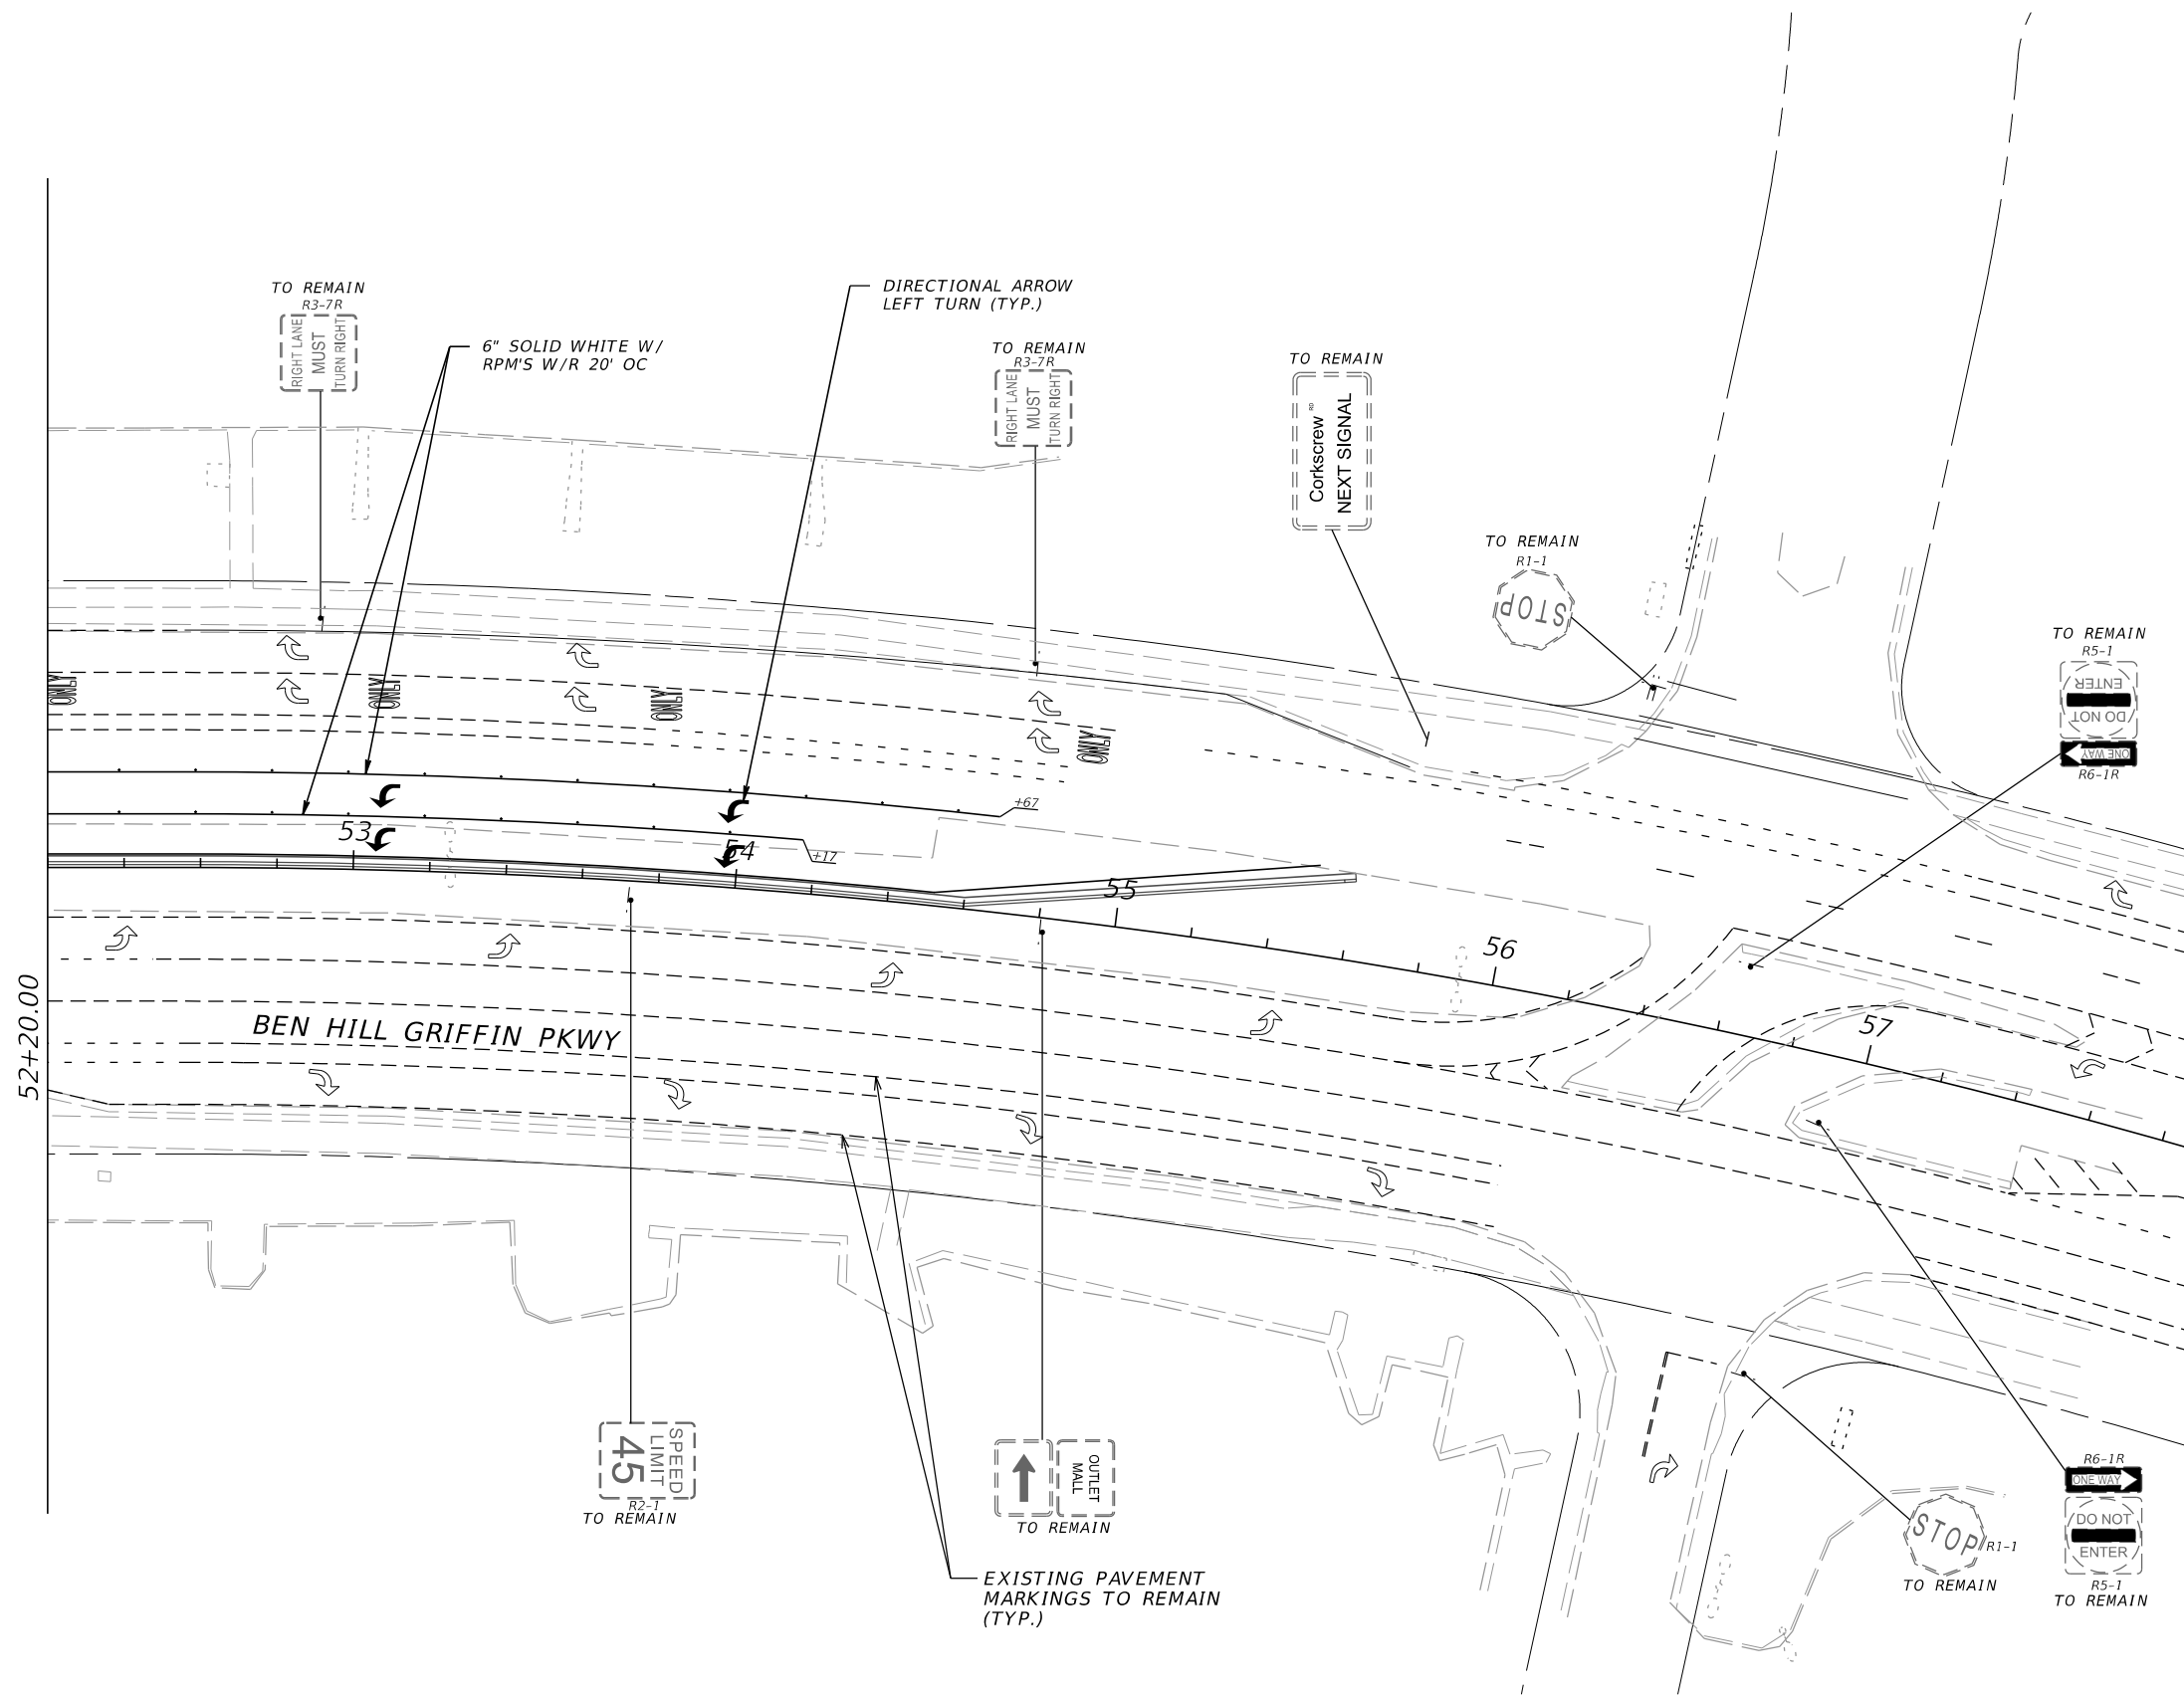 TO REMAIN
R3-7R
RIGHT LANE
MUST
TURN RIGHT
6" SOLID WHITE W/
RPM'S W/R 20' OC
DIRECTIONAL ARROW
LEFT TURN (TYP.)
TO REMAIN
R3-7R
RIGHT LANE
MUST
TURN RIGHT
TO REMAIN
Corkscrew RD
NEXT SIGNAL
TO REMAIN
R1-1
STOP
TO REMAIN
R5-1
DO NOT
ENTER
ONE WAY
R6-1R
ONLY
ONLY
ONLY
ONLY
+67
+17
53
54
55
56
57
52+20.00
BEN HILL GRIFFIN PKWY
SPEED
LIMIT
45
R2-1
TO REMAIN
OUTLET
MALL
TO REMAIN
EXISTING PAVEMENT
MARKINGS TO REMAIN
(TYP.)
STOP
R1-1
TO REMAIN
R6-1R
ONE WAY
DO NOT
ENTER
R5-1
TO REMAIN